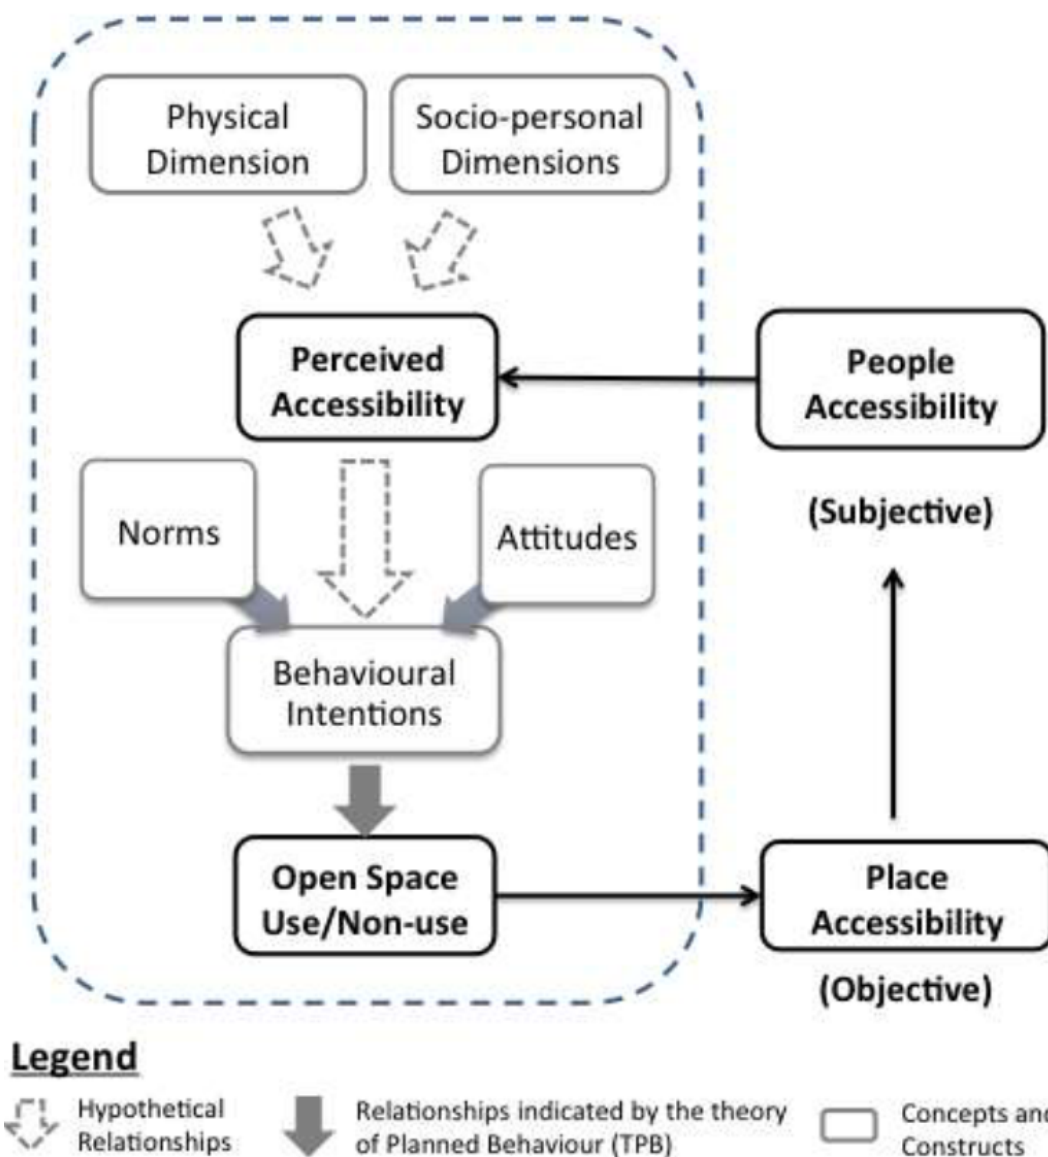 Physical
Dimension
Socio-personal
Dimensions
Perceived
Accessibility
People
Accessibility
(Subjective)
Norms
Attitudes
Behavioural
Intentions
Open Space
Use/Non-use
Place
Accessibility
(Objective)
Legend
Hypothetical
Relationships
Relationships indicated by the theory
of Planned Behaviour (TPB)
Concepts and
Constructs